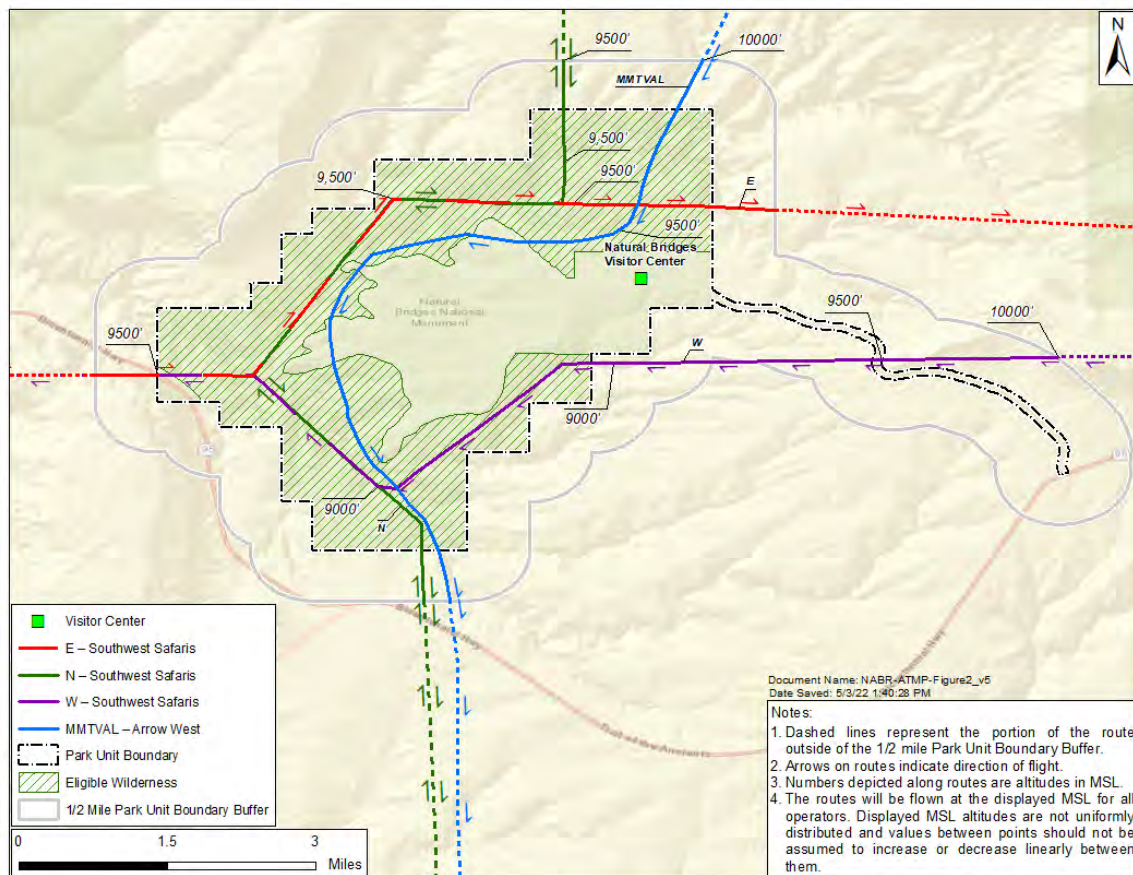 N
9500'
10000'
MMTVAL
9,500'
9500'
9,500'
E
9500'
Natural Bridges
Visitor Center
Natural
Bridges National
Monument
9500'
10000'
9500'
W
9000'
95
9000'
N
Visitor Center
E – Southwest Safaris
N – Southwest Safaris
W – Southwest Safaris
MMTVAL – Arrow West
Park Unit Boundary
Eligible Wilderness
1/2 Mile Park Unit Boundary Buffer
0 1.5 3
Miles
Trail of the Ancients
Document Name: NABR-ATMP-Figure2_v5
Date Saved: 5/3/22 1:40:28 PM
Notes:
1. Dashed lines represent the portion of the route
outside of the 1/2 mile Park Unit Boundary Buffer.
2. Arrows on routes indicate direction of flight.
3. Numbers depicted along routes are altitudes in MSL.
4. The routes will be flown at the displayed MSL for all
operators. Displayed MSL altitudes are not uniformly
distributed and values between points should not be
assumed to increase or decrease linearly between
them.